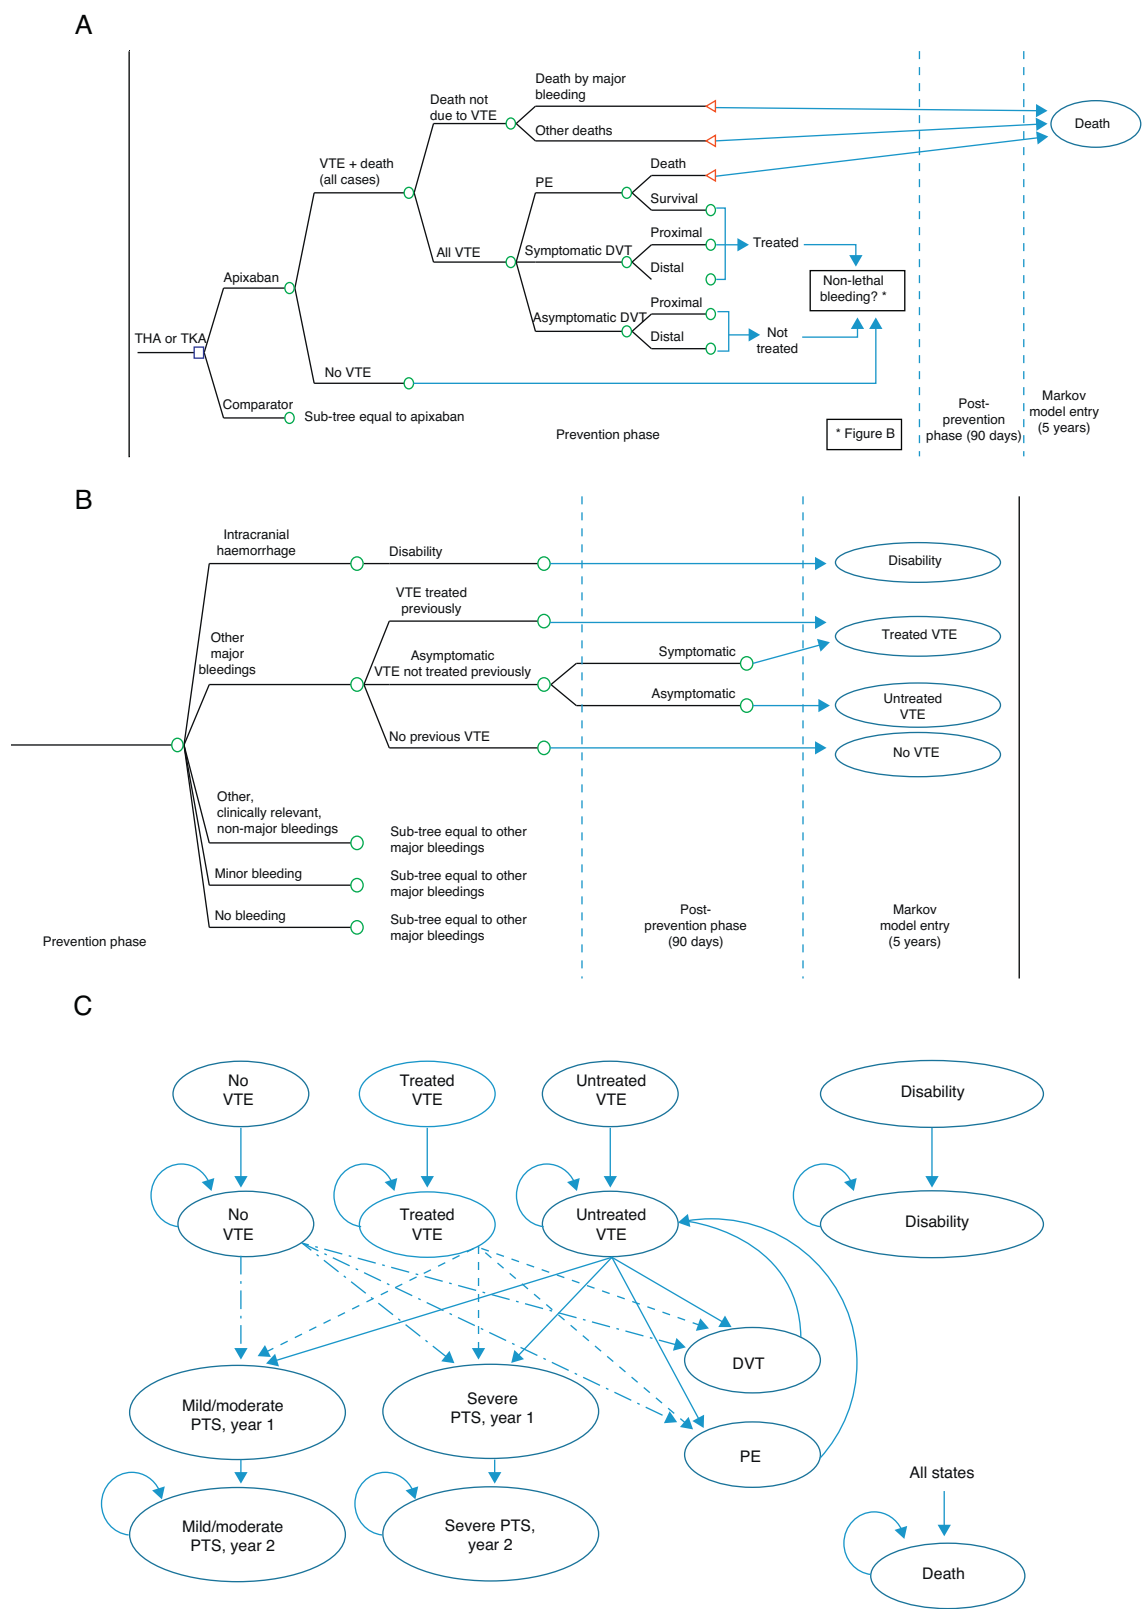 A
Death by major
bleeding
Death not
due to VTE
Other deaths
Death
VTE + death
(all cases)
Death
PE
Survival
Proximal
Treated
All VTE
Symptomatic DVT
Distal
Apixaban
Non-lethal
bleeding? *
Proximal
Asymptomatic DVT
THA or TKA
Distal
Not
treated
No VTE
Comparator
Sub-tree equal to apixaban
Prevention phase
* Figure B
Post-
prevention
phase (90 days)
Markov
model entry
(5 years)
B
Intracranial
haemorrhage
Disability
Disability
VTE treated
previously
Treated VTE
Other
major
bleedings
Asymptomatic
VTE not treated previously
Symptomatic
Asymptomatic
Untreated
VTE
No previous VTE
No VTE
Other,
clinically relevant,
non-major bleedings
Sub-tree equal to other
major bleedings
Minor bleeding
Sub-tree equal to other
major bleedings
No bleeding
Sub-tree equal to other
major bleedings
Prevention phase
Post-
prevention phase
(90 days)
Markov
model entry
(5 years)
C
No
VTE
Treated
VTE
Untreated
VTE
Disability
No
VTE
Treated
VTE
Untreated
VTE
Disability
DVT
Mild/moderate
PTS, year 1
Severe
PTS, year 1
PE
All states
Mild/moderate
PTS, year 2
Severe PTS,
year 2
Death